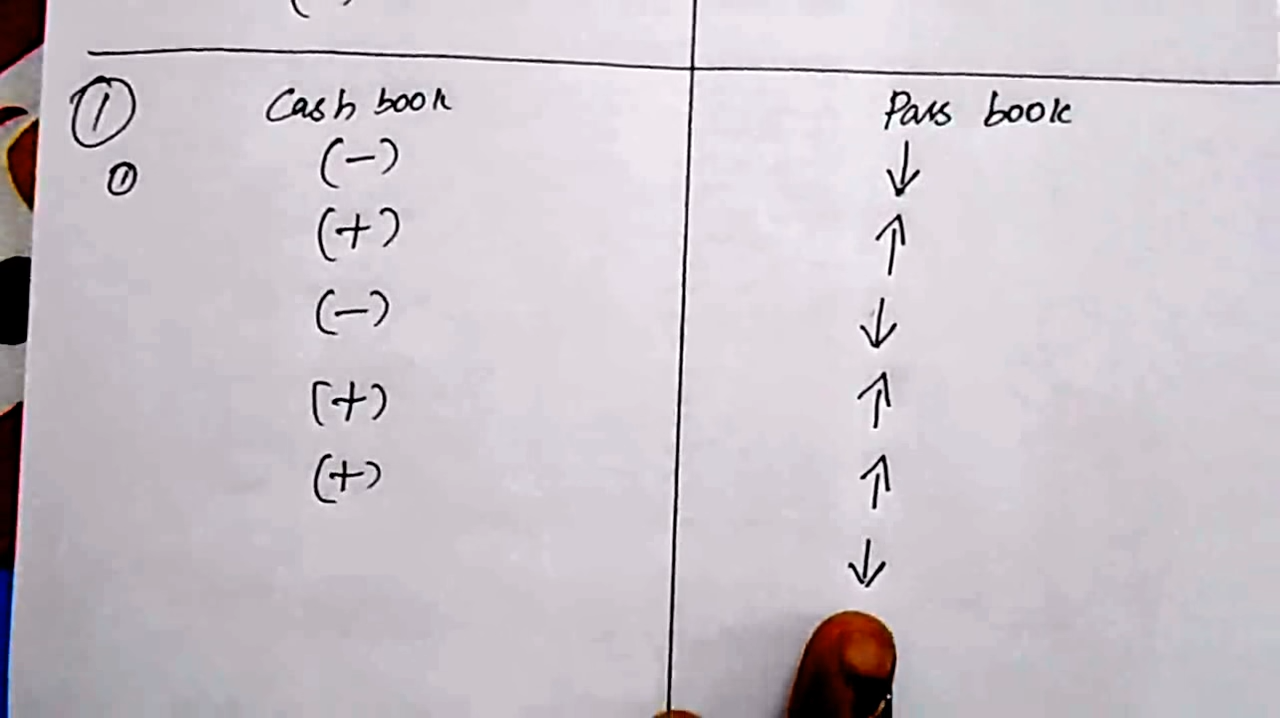 ① Cash book Pass book
① (-) ↓
(+) ↑
(-) ↓
(+) ↑
(+) ↑
↓